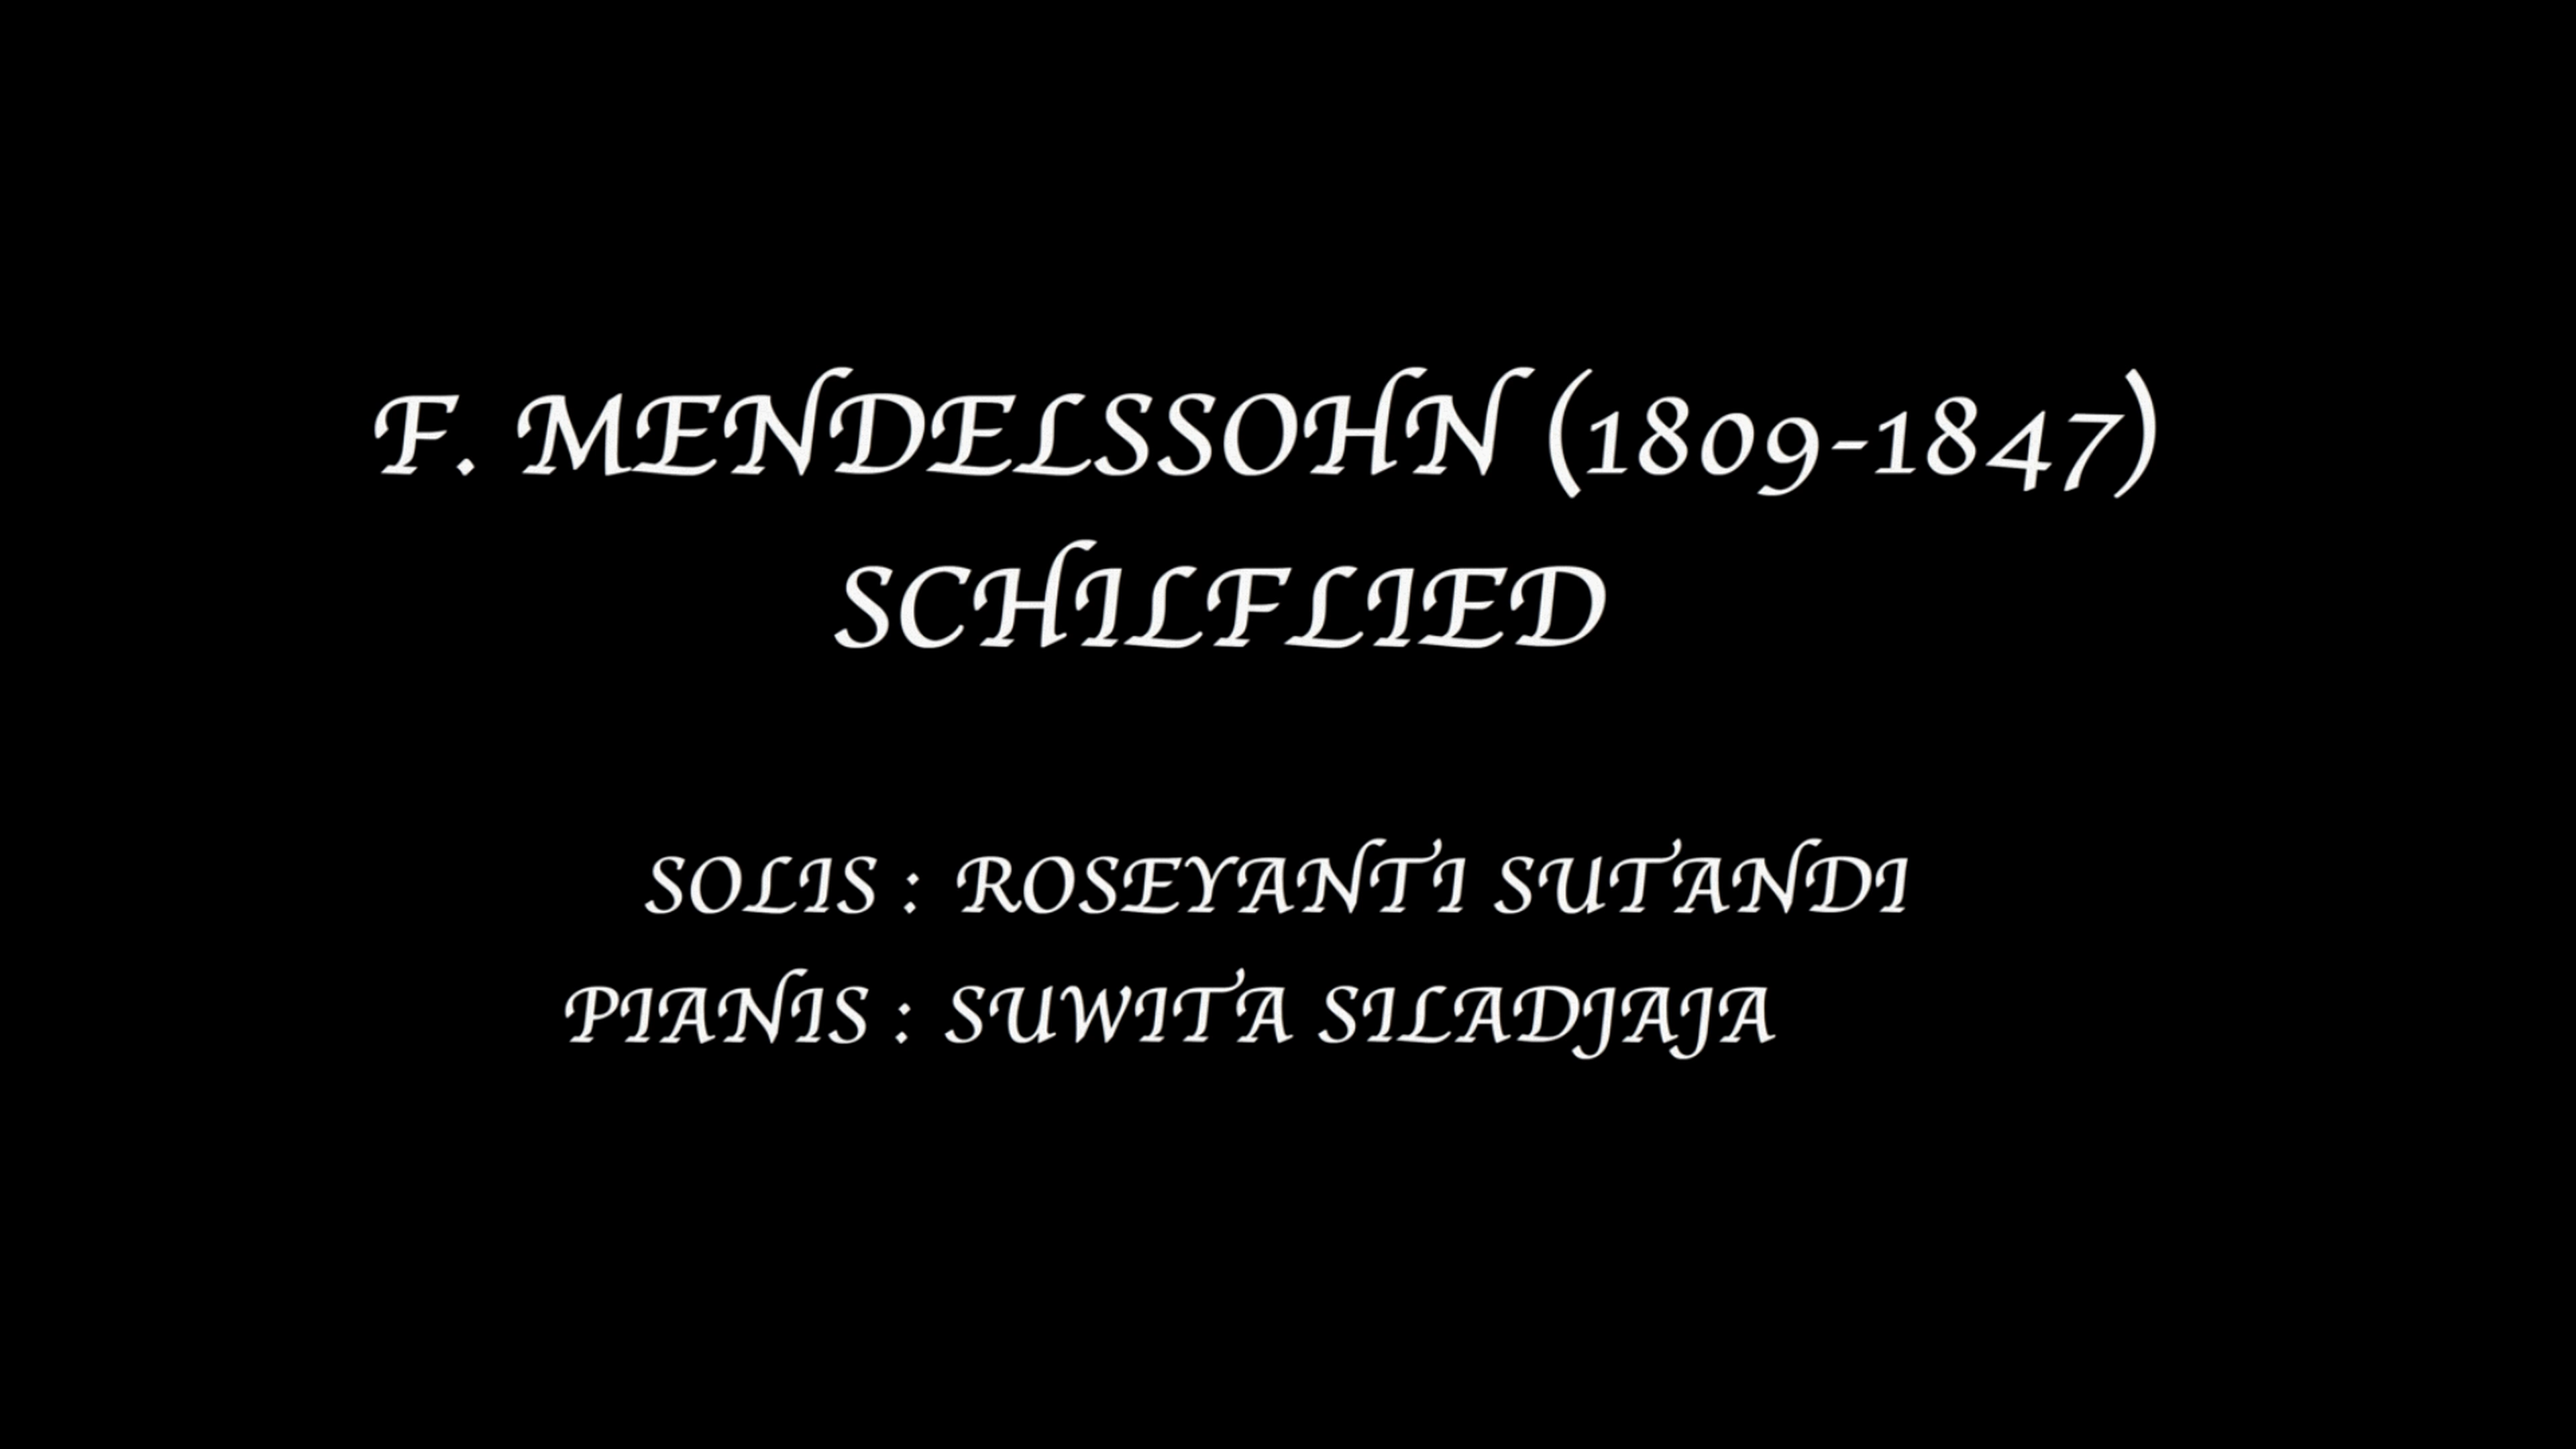 F. MENDELSSOHN (1809-1847)
SCHILFLIED
SOLIS : ROSEYANTI SUTANDI
PIANIS : SUWITA SILADJAJA